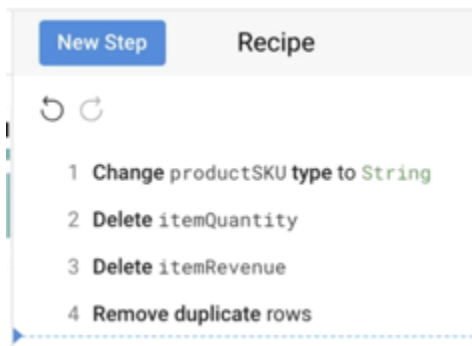 New Step Recipe
1 Change productSKU type to String
2 Delete itemQuantity
3 Delete itemRevenue
4 Remove duplicate rows